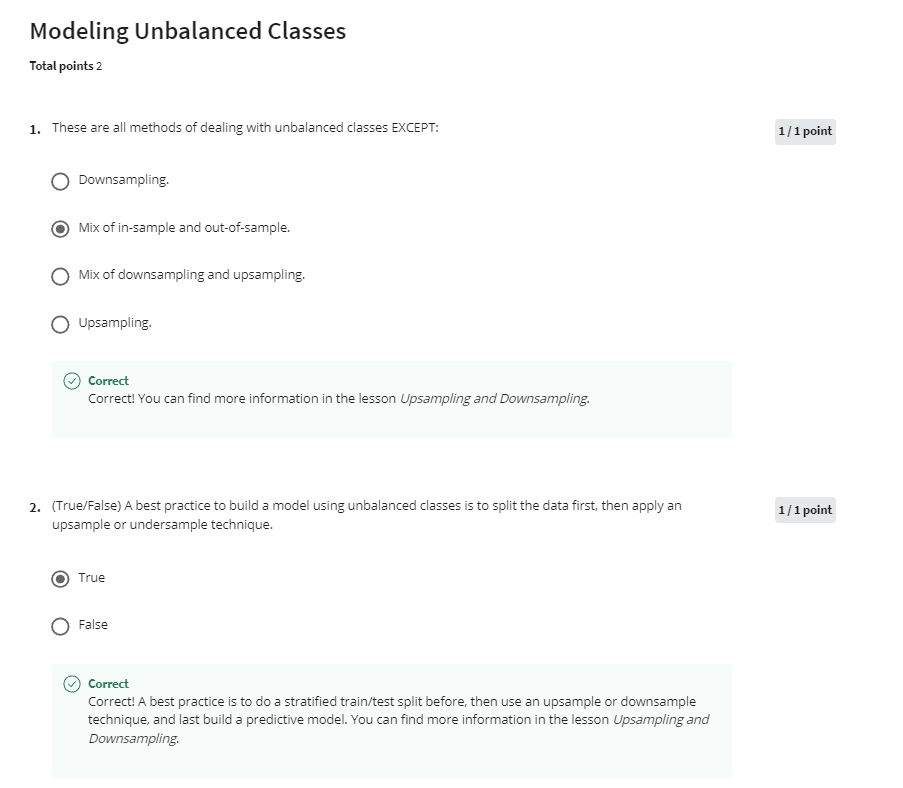 Modeling Unbalanced Classes
Total points 2
1. These are all methods of dealing with unbalanced classes EXCEPT:
1 / 1 point
Downsampling.
Mix of in-sample and out-of-sample.
Mix of downsampling and upsampling.
Upsampling.
Correct
Correct! You can find more information in the lesson Upsampling and Downsampling.
2. (True/False) A best practice to build a model using unbalanced classes is to split the data first, then apply an
upsample or undersample technique.
1 / 1 point
True
False
Correct
Correct! A best practice is to do a stratified train/test split before, then use an upsample or downsample
technique, and last build a predictive model. You can find more information in the lesson Upsampling and
Downsampling.